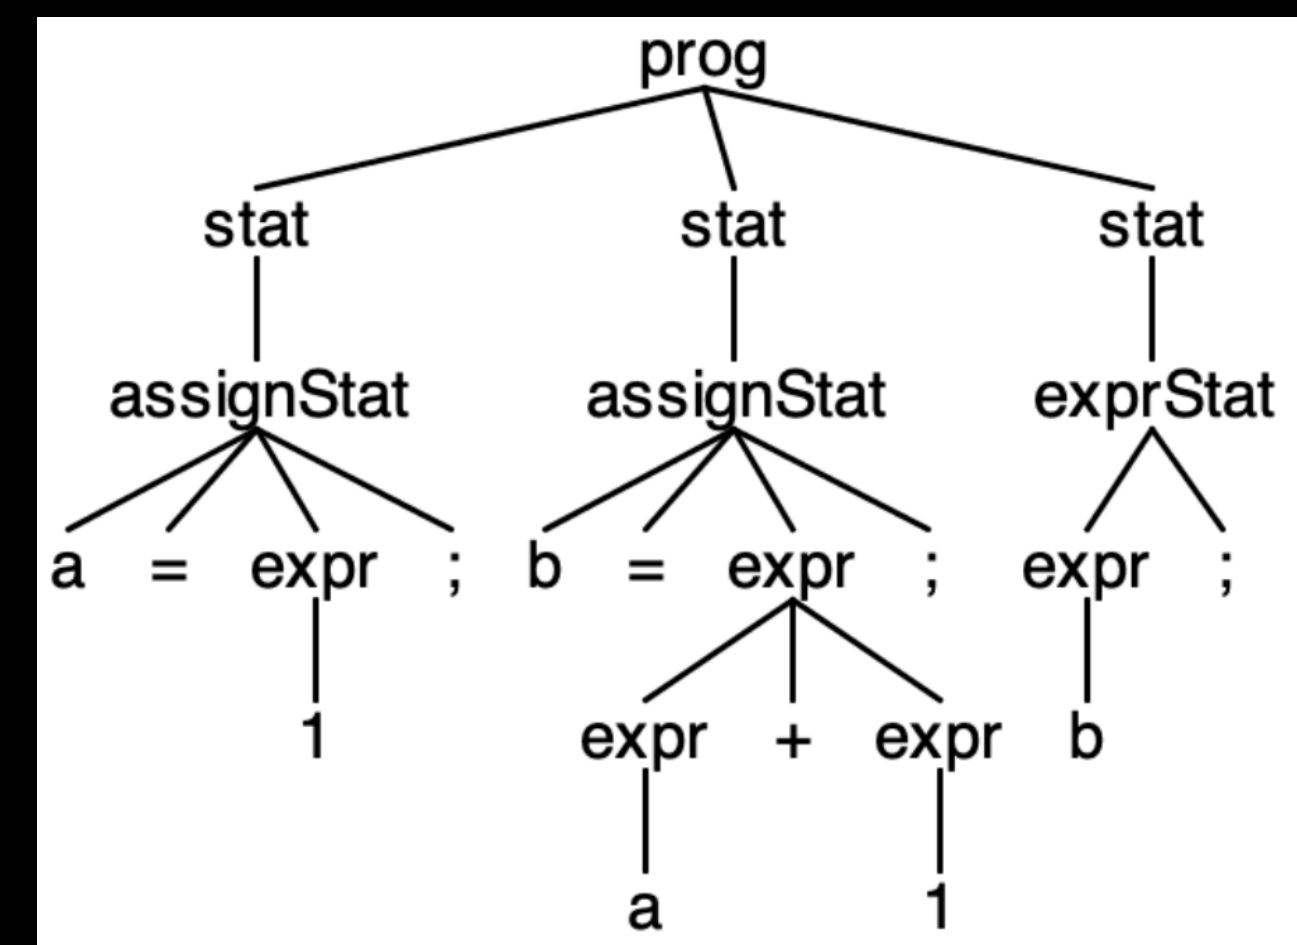 prog
stat stat stat
assignStat assignStat exprStat
a = expr ; b = expr ; expr ;
1 expr + expr b
a 1